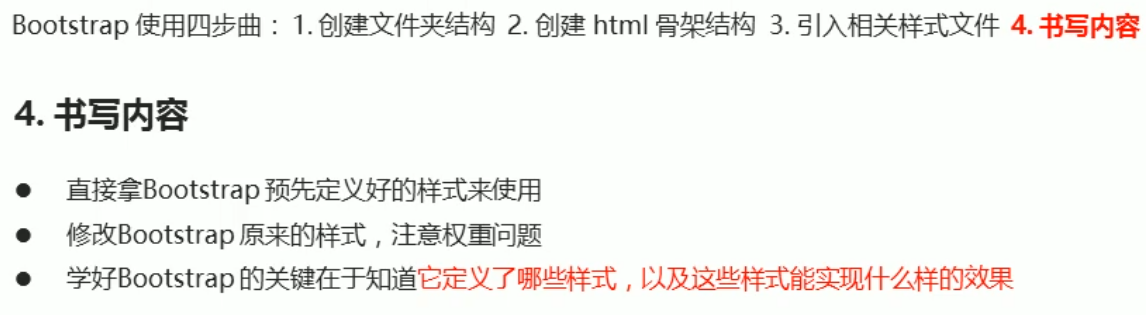 Bootstrap 使用四步曲：1. 创建文件夹结构 2. 创建 html 骨架结构 3. 引入相关样式文件 4. 书写内容
4. 书写内容
● 直接拿Bootstrap 预先定义好的样式来使用
● 修改Bootstrap 原来的样式，注意权重问题
● 学好Bootstrap 的关键在于知道它定义了哪些样式，以及这些样式能实现什么样的效果